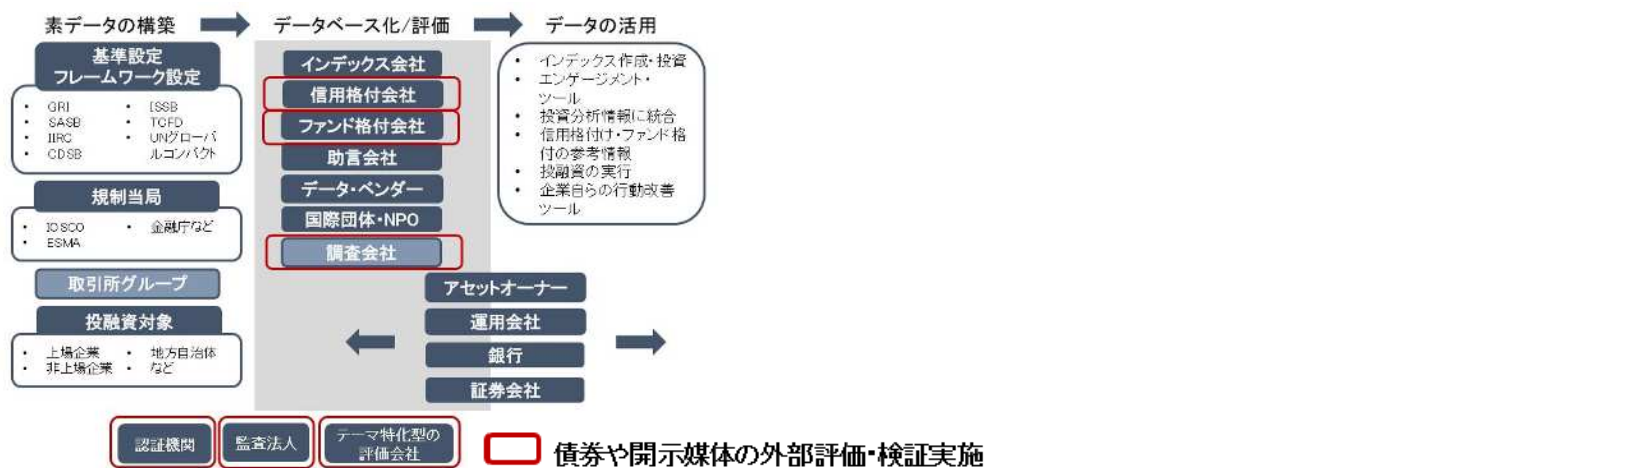 素データの構築
データベース化/評価
データの活用
基準設定
フレームワーク設定
・ GRI
・ SASB
・ IIRC
・ CDSB
・ ISSB
・ TCFD
・ UNグローバ
ルコンパクト
規制当局
・ IOSCO
・ ESMA
・ 金融庁など
取引所グループ
投融資対象
・ 上場企業
・ 非上場企業
・ 地方自治体
・ など
インデックス会社
信用格付会社
ファンド格付会社
助言会社
データ・ベンダー
国際団体・NPO
調査会社
・ インデックス作成・投資
・ エンゲージメント・
ツール
・ 投資分析情報に統合
・ 信用格付け・ファンド格
付の参考情報
・ 投融資の実行
・ 企業自らの行動改善
ツール
アセットオーナー
運用会社
銀行
証券会社
認証機関
監査法人
テーマ特化型の
評価会社
債券や開示媒体の外部評価・検証実施